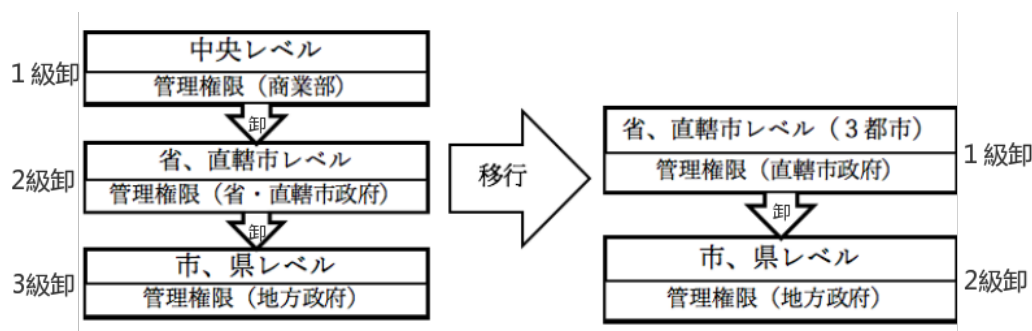 中央レベル
1級卸
管理権限（商業部）
卸
省、直轄市レベル
2級卸
管理権限（省・直轄市政府）
卸
市、県レベル
3級卸
管理権限（地方政府）
移行
省、直轄市レベル（3都市）
1級卸
管理権限（直轄市政府）
卸
市、県レベル
2級卸
管理権限（地方政府）